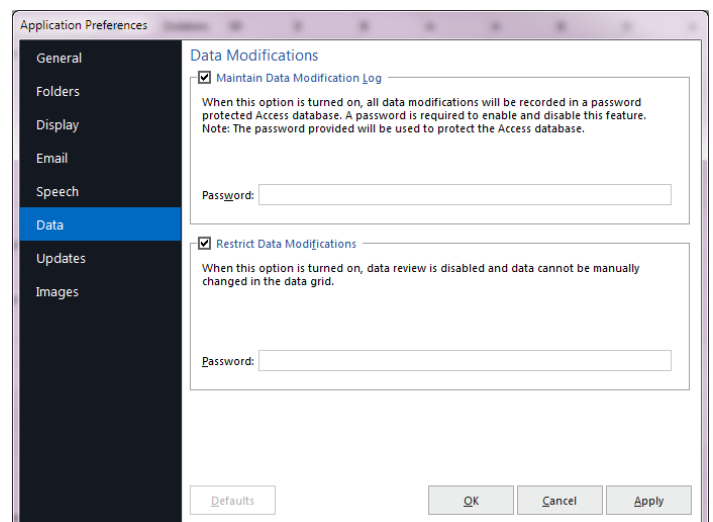 Application Preferences
General
Folders
Display
Email
Speech
Data
Updates
Images
Data Modifications
Maintain Data Modification Log
When this option is turned on, all data modifications will be recorded in a password
protected Access database. A password is required to enable and disable this feature.
Note: The password provided will be used to protect the Access database.
Password:
Restrict Data Modifications
When this option is turned on, data review is disabled and data cannot be manually
changed in the data grid.
Password:
Defaults
OK
Cancel
Apply